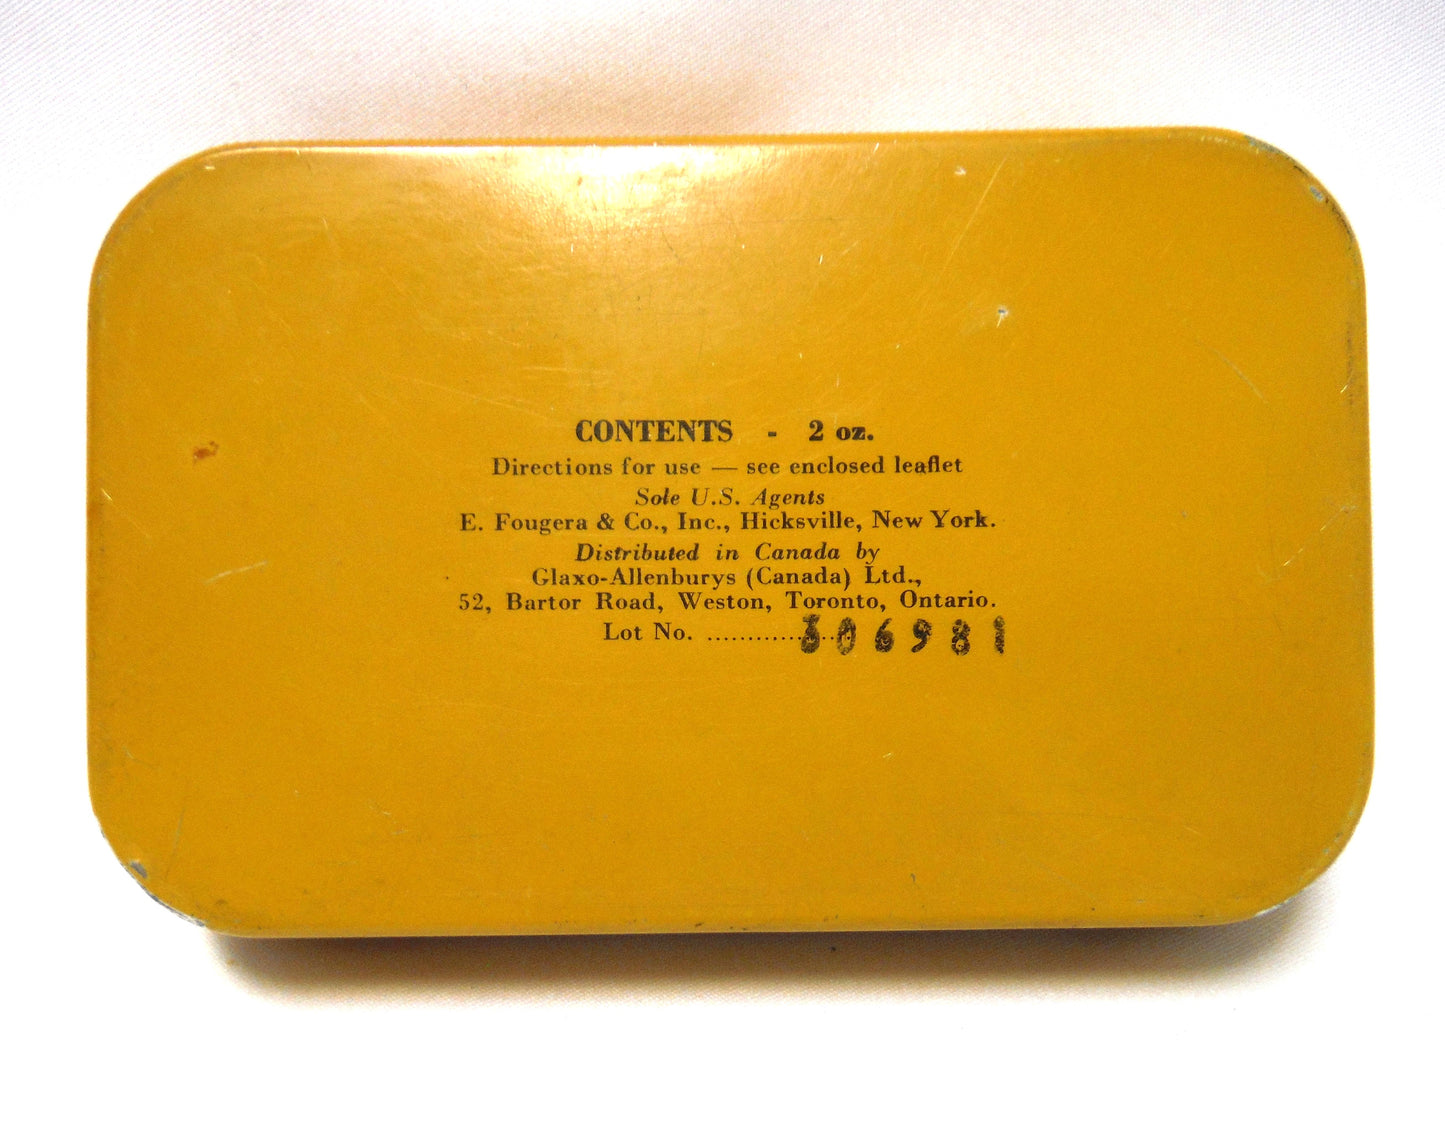 CONTENTS - 2 oz.
Directions for use — see enclosed leaflet
Sole U.S. Agents
E. Fougera & Co., Inc., Hicksville, New York.
Distributed in Canada by
Glaxo-Allenburys (Canada) Ltd.,
52, Bartor Road, Weston, Toronto, Ontario.
Lot No. ..................